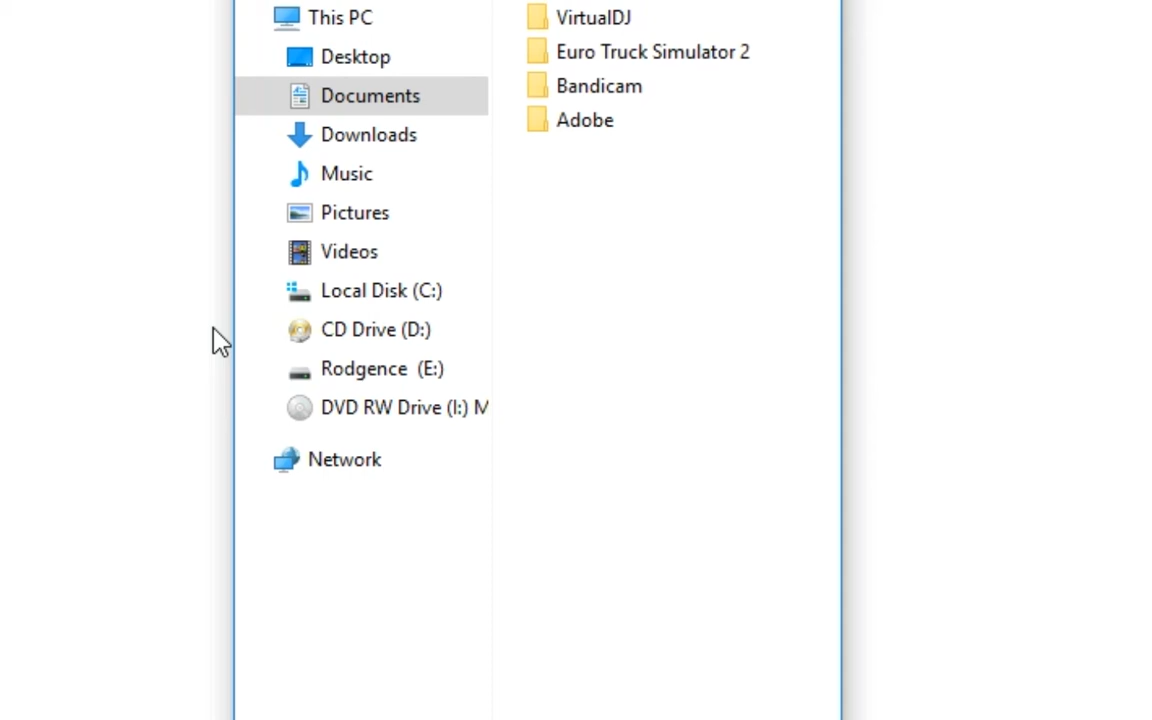 This PC
Desktop
Documents
Downloads
Music
Pictures
Videos
Local Disk (C:)
CD Drive (D:)
Rodgence  (E:)
DVD RW Drive (I:) M
Network
VirtualDJ
Euro Truck Simulator 2
Bandicam
Adobe